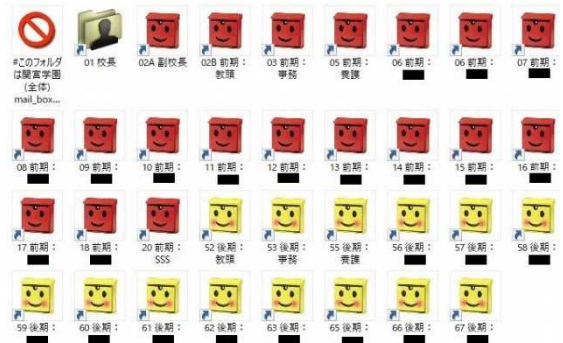 #このフォルダ
は関宮学園
(全体)
mail_box...
01 校長
02A 副校長
02B 前期:
教頭
03 前期:
事務
05 前期:
養護
06 前期:
06 前期:
07 前期:
08 前期:
09 前期:
10 前期:
11 前期:
12 前期:
13 前期:
14 前期:
15 前期:
16 前期:
17 前期:
18 前期:
20 前期:
SSS
52 後期:
教頭
53 後期:
事務
55 後期:
養護
56 後期:
57 後期:
58 後期:
59 後期:
60 後期:
61 後期:
62 後期:
63 後期:
65 後期:
66 後期:
67 後期: